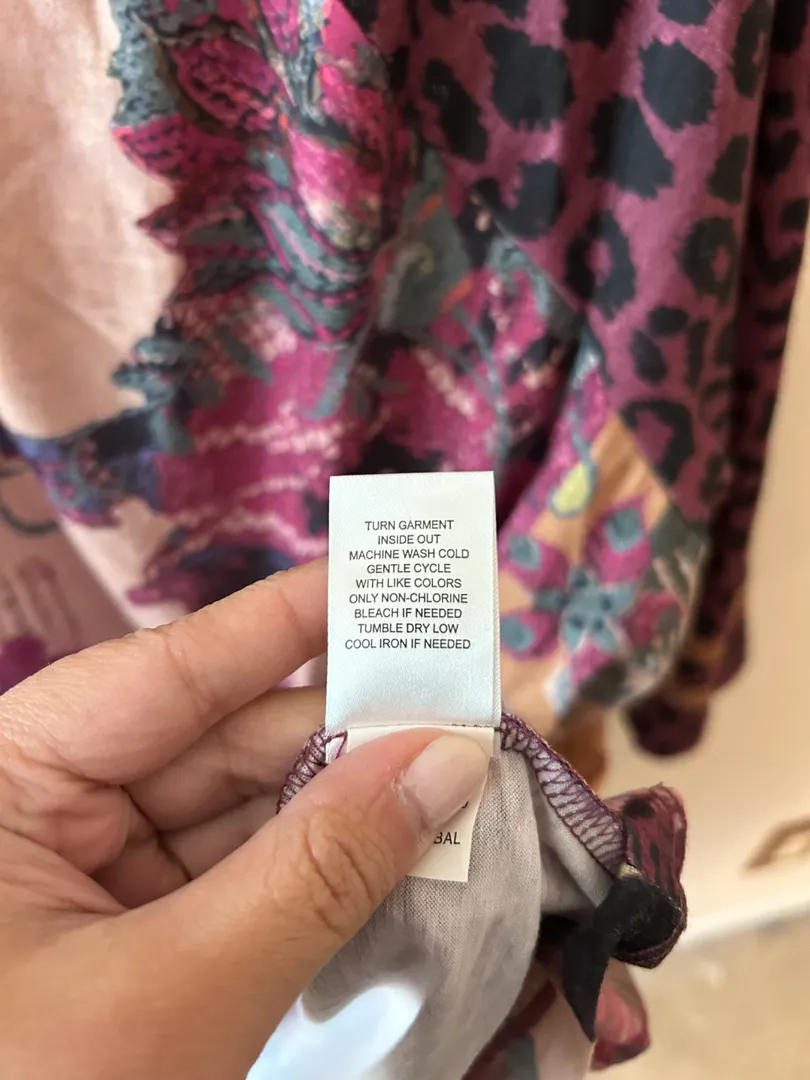 TURN GARMENT
INSIDE OUT
MACHINE WASH COLD
GENTLE CYCLE
WITH LIKE COLORS
ONLY NON-CHLORINE
BLEACH IF NEEDED
TUMBLE DRY LOW
COOL IRON IF NEEDED
BAL